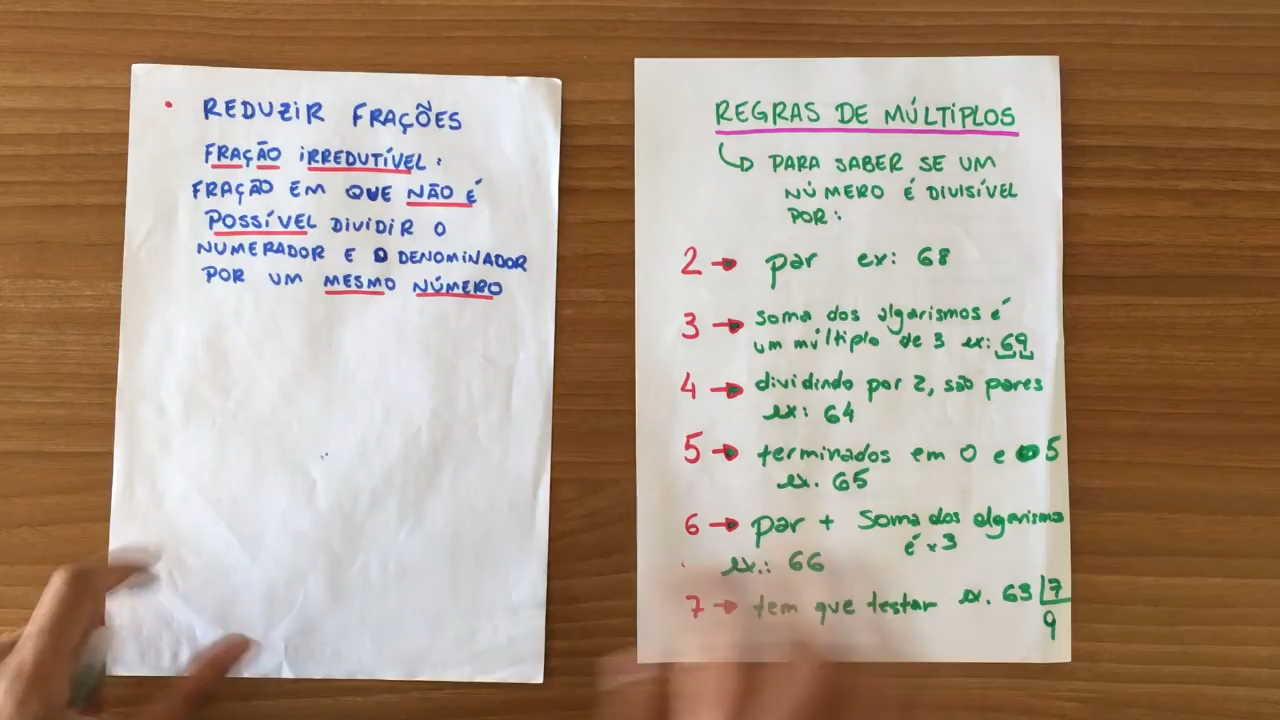 • REDUZIR FRAÇÕES
FRAÇÃO IRREDUTÍVEL:
FRAÇÃO EM QUE NÃO É
POSSÍVEL DIVIDIR O
NUMERADOR E O DENOMINADOR
POR UM MESMO NÚMERO
REGRAS DE MÚLTIPLOS
↳ PARA SABER SE UM
NÚMERO É DIVISÍVEL
POR:
2 → par ex: 68
3 → soma dos algarismos é
um múltiplo de 3 ex: 69
4 → dividindo por 2, são pares
ex: 64
5 → terminados em 0 e 5
ex. 65
6 → par + Soma dos algarismo
é x3
ex.: 66
7 → tem que testar ex. 63 |7
9